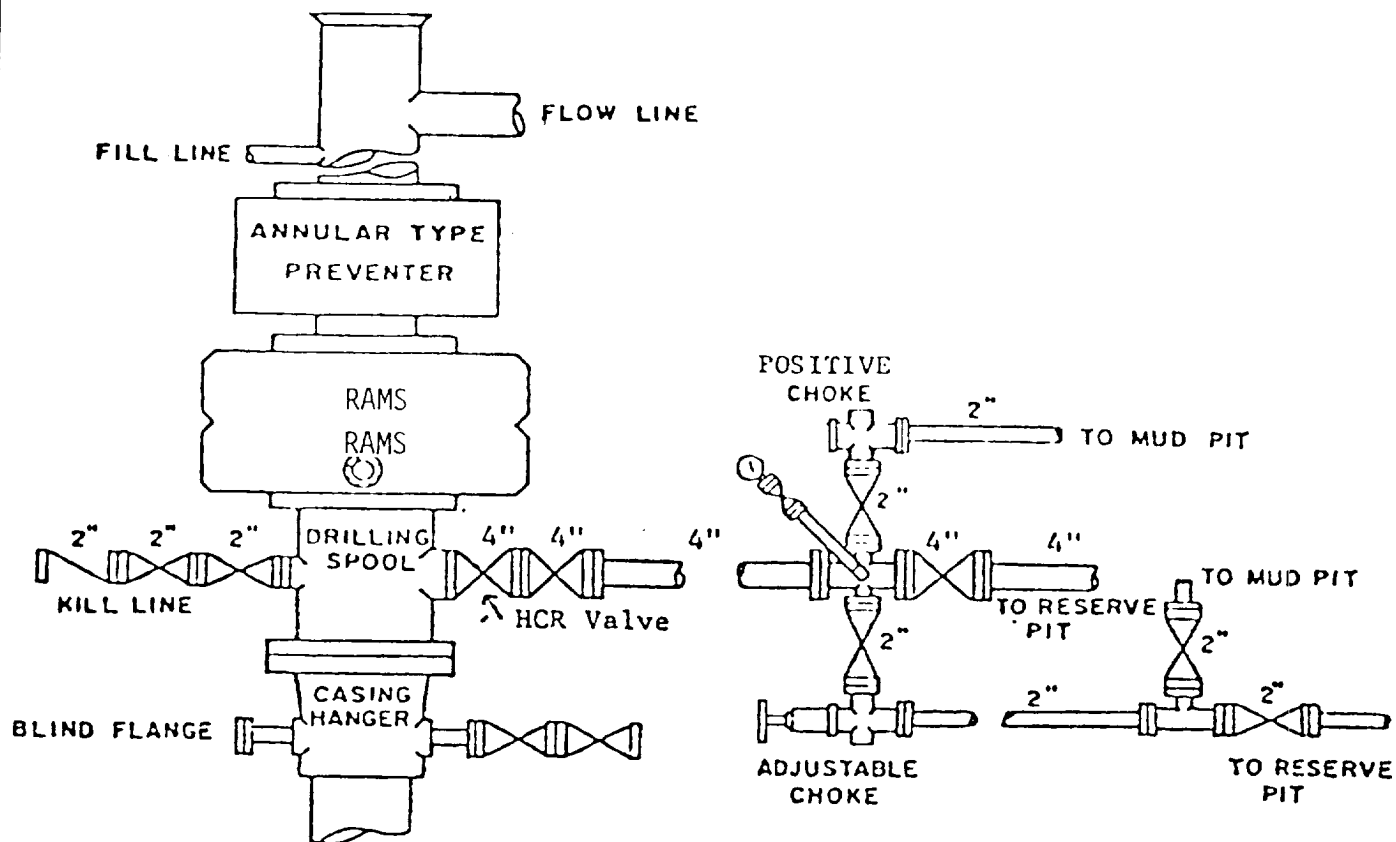 FLOW LINE
FILL LINE
ANNULAR TYPE
PREVENTER
RAMS
RAMS
2" 2" 2"
DRILLING
SPOOL
4" 4" 4"
KILL LINE
HCR Valve
CASING
HANGER
BLIND FLANGE
POSITIVE
CHOKE
2"
TO MUD PIT
2"
4" 4"
TO RESERVE
PIT
2"
ADJUSTABLE
CHOKE
TO MUD PIT
2"
2"
2"
TO RESERVE
PIT